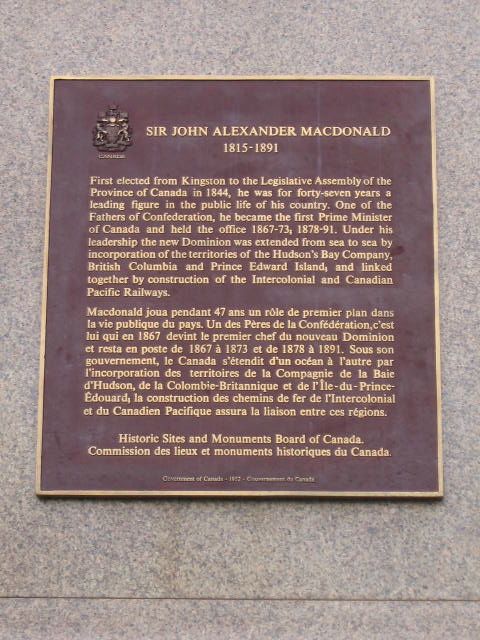 CANADA
SIR JOHN ALEXANDER MACDONALD
1815-1891
First elected from Kingston to the Legislative Assembly of the
Province of Canada in 1844, he was for forty-seven years a
leading figure in the public life of his country. One of the
Fathers of Confederation, he became the first Prime Minister
of Canada and held the office 1867-73; 1878-91. Under his
leadership the new Dominion was extended from sea to sea by
incorporation of the territories of the Hudson's Bay Company,
British Columbia and Prince Edward Island, and linked
together by construction of the Intercolonial and Canadian
Pacific Railways.
Macdonald joua pendant 47 ans un rôle de premier plan dans
la vie publique du pays. Un des Pères de la Confédération, c'est
lui qui en 1867 devint le premier chef du nouveau Dominion
et resta en poste de 1867 à 1873 et de 1878 à 1891. Sous son
gouvernement, le Canada s'étendit d'un océan à l'autre par
l'incorporation des territoires de la Compagnie de la Baie
d'Hudson, de la Colombie-Britannique et de l'Île-du-Prince-
Édouard; la construction des chemins de fer de l'Intercolonial
et du Canadien Pacifique assura la liaison entre ces régions.
Historic Sites and Monuments Board of Canada.
Commission des lieux et monuments historiques du Canada.
Government of Canada - 1952 - Gouvernement du Canada